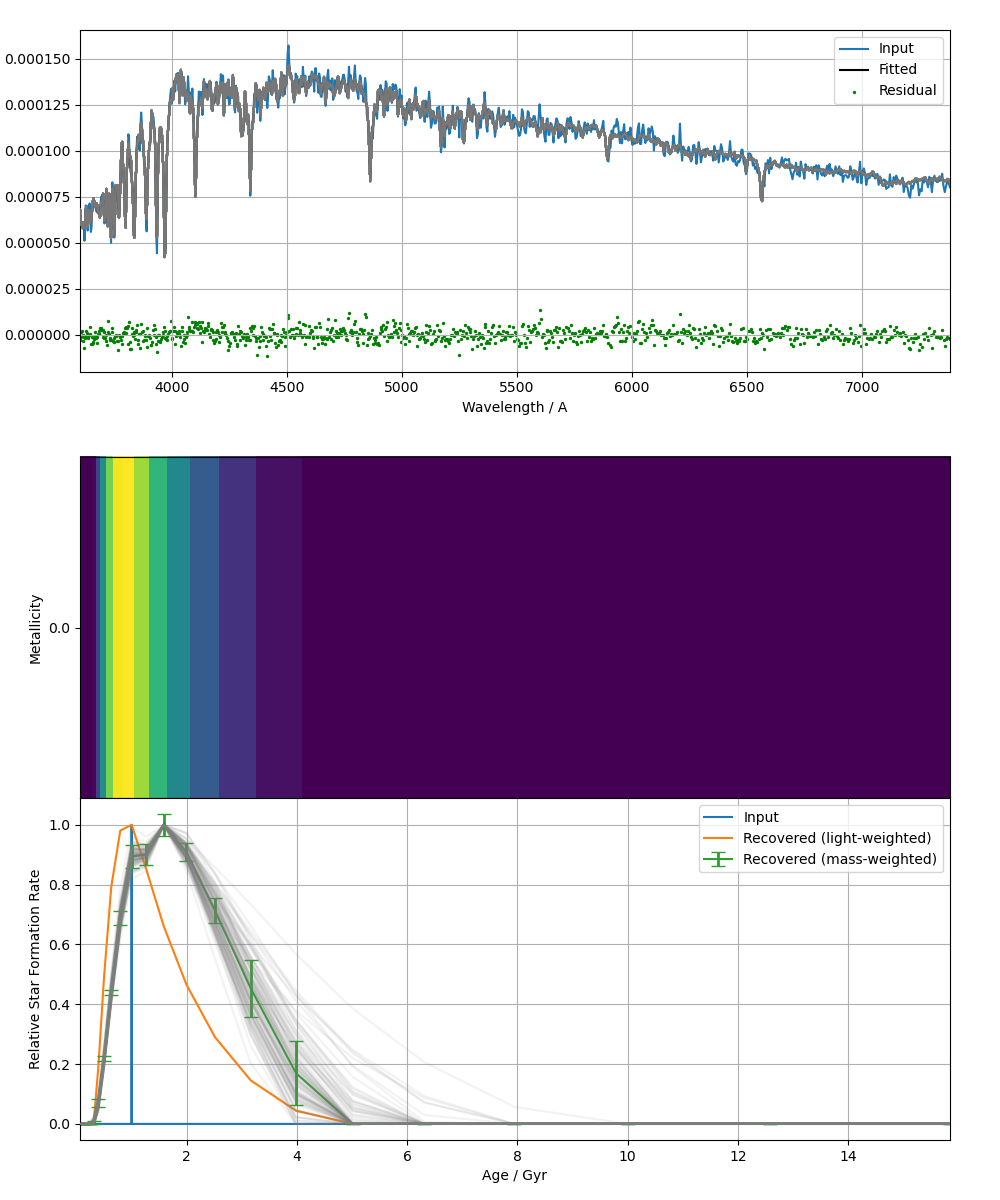 0.000150
0.000125
0.000100
0.000075
0.000050
0.000025
0.000000
Input
Fitted
Residual
4000 4500 5000 5500 6000 6500 7000
Wavelength / A
Metallicity
0.0
Relative Star Formation Rate
1.0
0.8
0.6
0.4
0.2
0.0
Input
Recovered (light-weighted)
Recovered (mass-weighted)
2 4 6 8 10 12 14
Age / Gyr